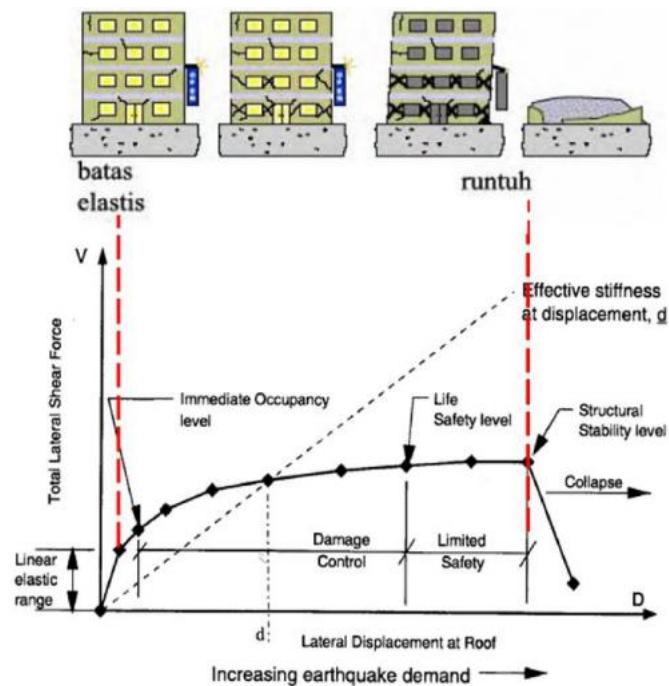 batas
elastis
runtuh
V
Effective stiffness
at displacement, d
Total Lateral Shear Force
Immediate Occupancy
level
Life
Safety level
Structural
Stability level
Collapse
Damage
Control
Limited
Safety
Linear
elastic
range
D
d
Lateral Displacement at Roof
Increasing earthquake demand